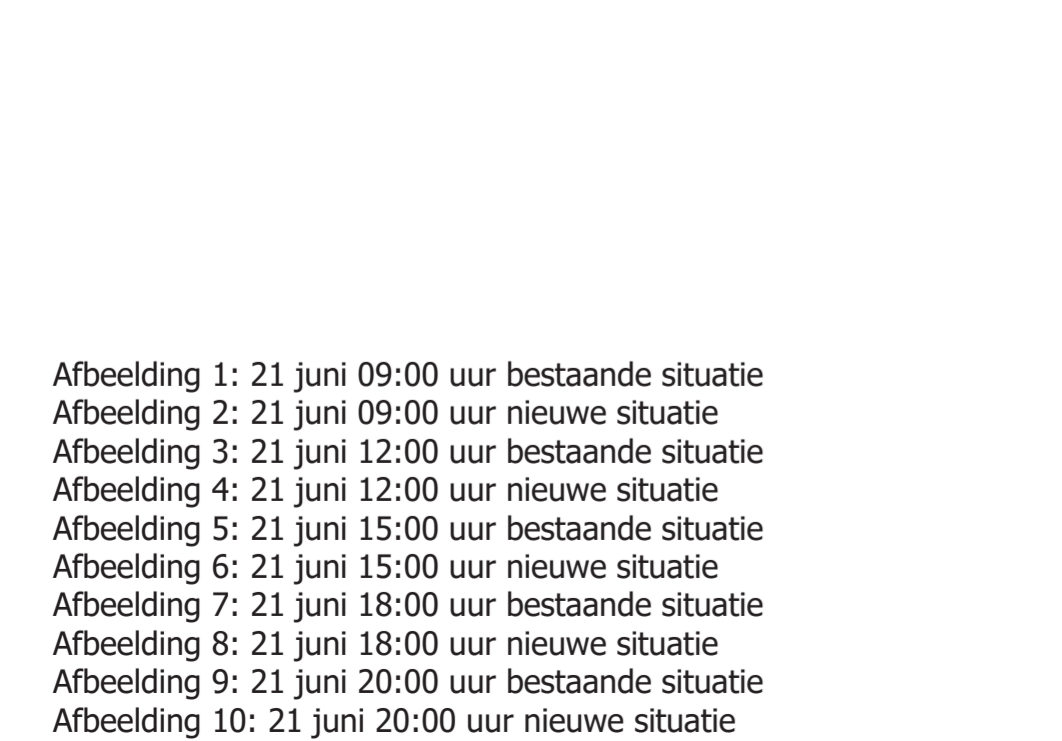 Afbeelding 1: 21 juni 09:00 uur bestaande situatie
Afbeelding 2: 21 juni 09:00 uur nieuwe situatie
Afbeelding 3: 21 juni 12:00 uur bestaande situatie
Afbeelding 4: 21 juni 12:00 uur nieuwe situatie
Afbeelding 5: 21 juni 15:00 uur bestaande situatie
Afbeelding 6: 21 juni 15:00 uur nieuwe situatie
Afbeelding 7: 21 juni 18:00 uur bestaande situatie
Afbeelding 8: 21 juni 18:00 uur nieuwe situatie
Afbeelding 9: 21 juni 20:00 uur bestaande situatie
Afbeelding 10: 21 juni 20:00 uur nieuwe situatie